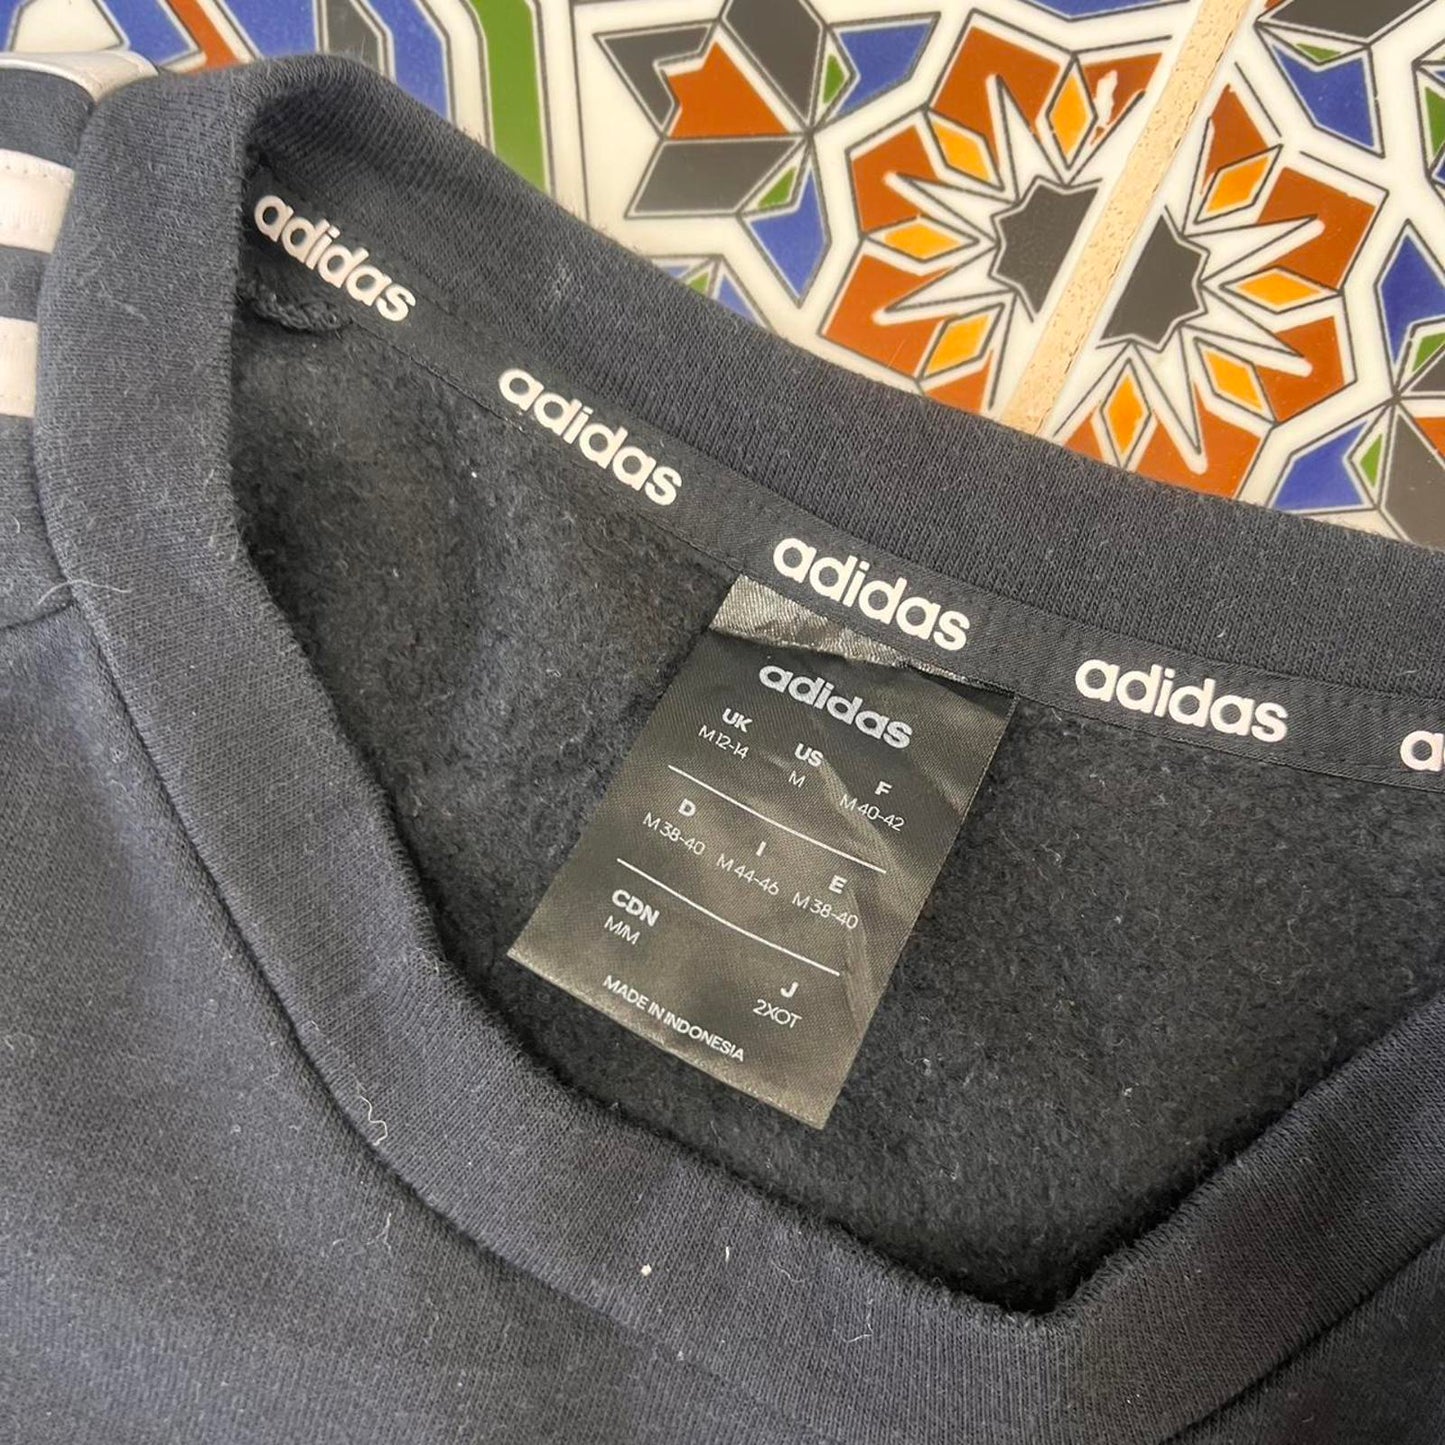 adidas
adidas
adidas
adidas
a
adidas
UK US F
M 12-14 M M 40-42
D I E
M 38-40 M 44-46 M 38-40
CDN J
M/M 2XOT
MADE IN INDONESIA